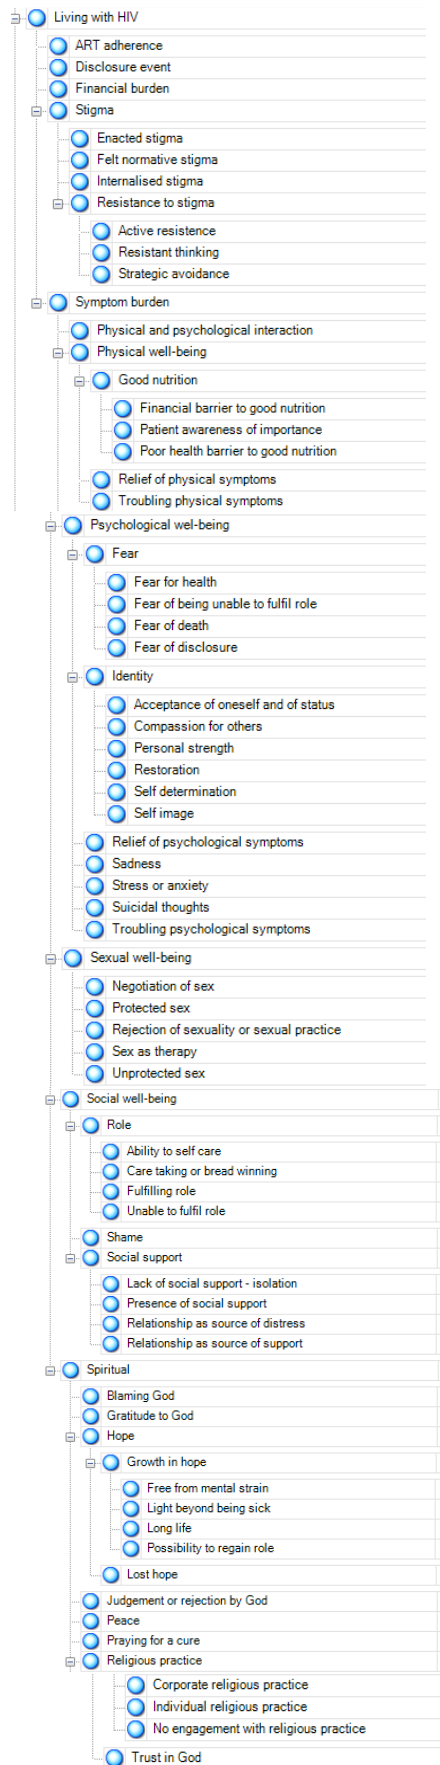 Living with HIV
ART adherence
Disclosure event
Financial burden
Stigma
Enacted stigma
Felt normative stigma
Internalised stigma
Resistance to stigma
Active resistence
Resistant thinking
Strategic avoidance
Symptom burden
Physical and psychological interaction
Physical well-being
Good nutrition
Financial barrier to good nutrition
Patient awareness of importance
Poor health barrier to good nutrition
Relief of physical symptoms
Troubling physical symptoms
Psychological wel-being
Fear
Fear for health
Fear of being unable to fulfil role
Fear of death
Fear of disclosure
Identity
Acceptance of oneself and of status
Compassion for others
Personal strength
Restoration
Self determination
Self image
Relief of psychological symptoms
Sadness
Stress or anxiety
Suicidal thoughts
Troubling psychological symptoms
Sexual well-being
Negotiation of sex
Protected sex
Rejection of sexuality or sexual practice
Sex as therapy
Unprotected sex
Social well-being
Role
Ability to self care
Care taking or bread winning
Fulfilling role
Unable to fulfil role
Shame
Social support
Lack of social support - isolation
Presence of social support
Relationship as source of distress
Relationship as source of support
Spiritual
Blaming God
Gratitude to God
Hope
Growth in hope
Free from mental strain
Light beyond being sick
Long life
Possibility to regain role
Lost hope
Judgement or rejection by God
Peace
Praying for a cure
Religious practice
Corporate religious practice
Individual religious practice
No engagement with religious practice
Trust in God